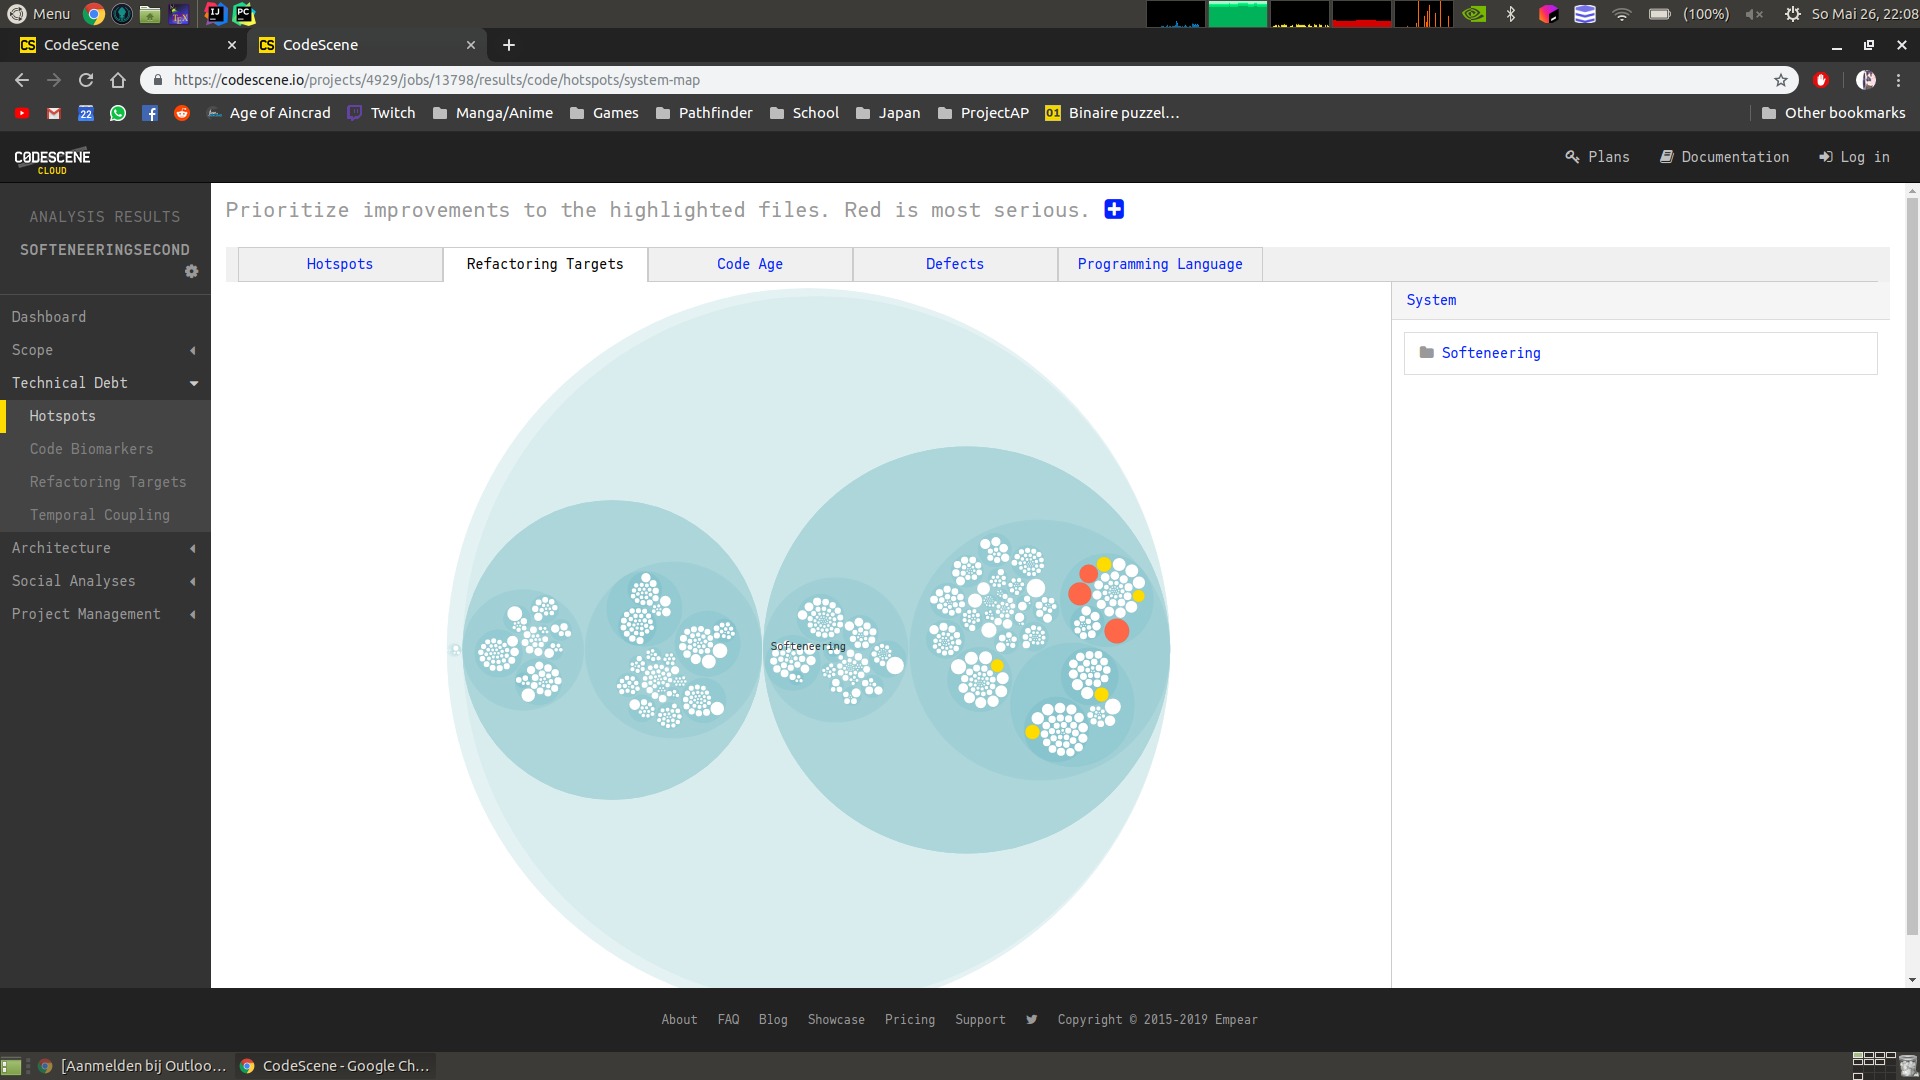 Menu
(100%)
So Mai 26, 22:08
CS CodeScene
CS CodeScene
https://codescene.io/projects/4929/jobs/13798/results/code/hotspots/system-map
22
Age of Aincrad
Twitch
Manga/Anime
Games
Pathfinder
School
Japan
ProjectAP
01 Binaire puzzel...
Other bookmarks
CODESCENE
CLOUD
Plans
Documentation
Log in
ANALYSIS RESULTS
SOFTENEERINGSECOND
Dashboard
Scope
Technical Debt
Hotspots
Code Biomarkers
Refactoring Targets
Temporal Coupling
Architecture
Social Analyses
Project Management
Prioritize improvements to the highlighted files. Red is most serious.
Hotspots
Refactoring Targets
Code Age
Defects
Programming Language
Softeneering
System
Softeneering
About
FAQ
Blog
Showcase
Pricing
Support
Copyright © 2015-2019 Empear
[Aanmelden bij Outloo...
CodeScene - Google Ch...